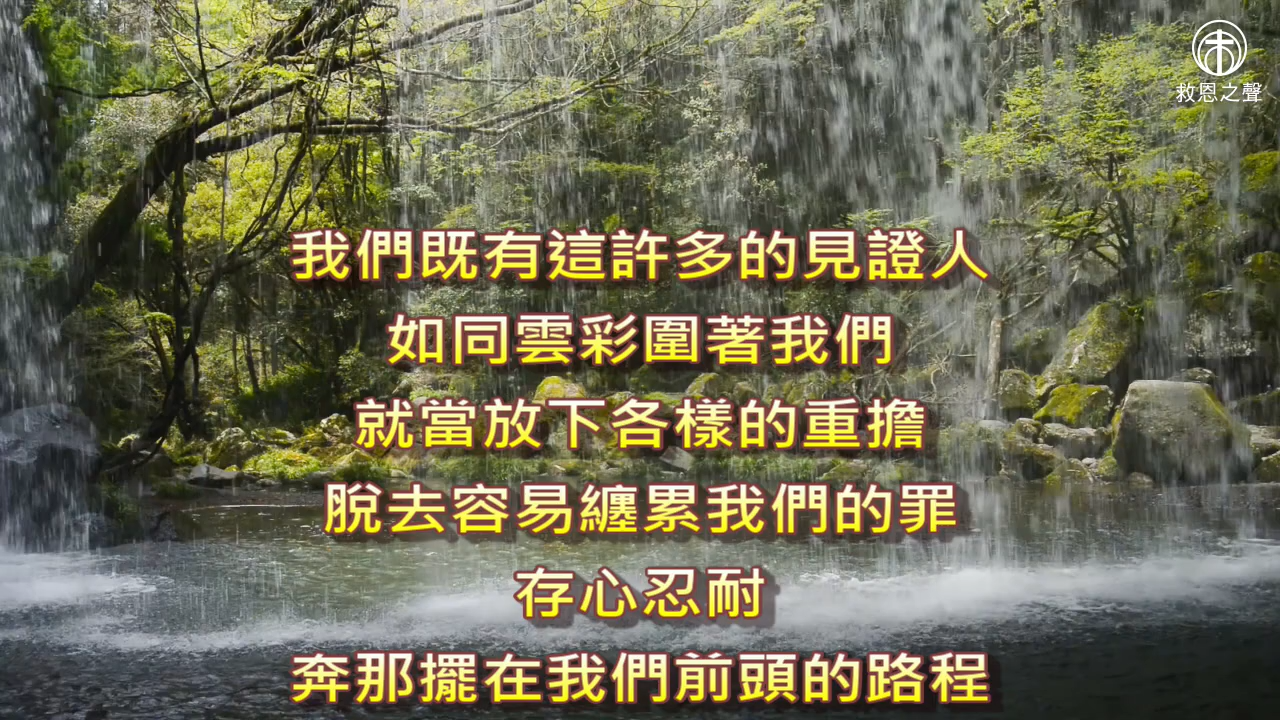 救恩之聲
我們既有這許多的見證人
如同雲彩圍著我們
就當放下各樣的重擔
脫去容易纏累我們的罪
存心忍耐
奔那擺在我們前頭的路程